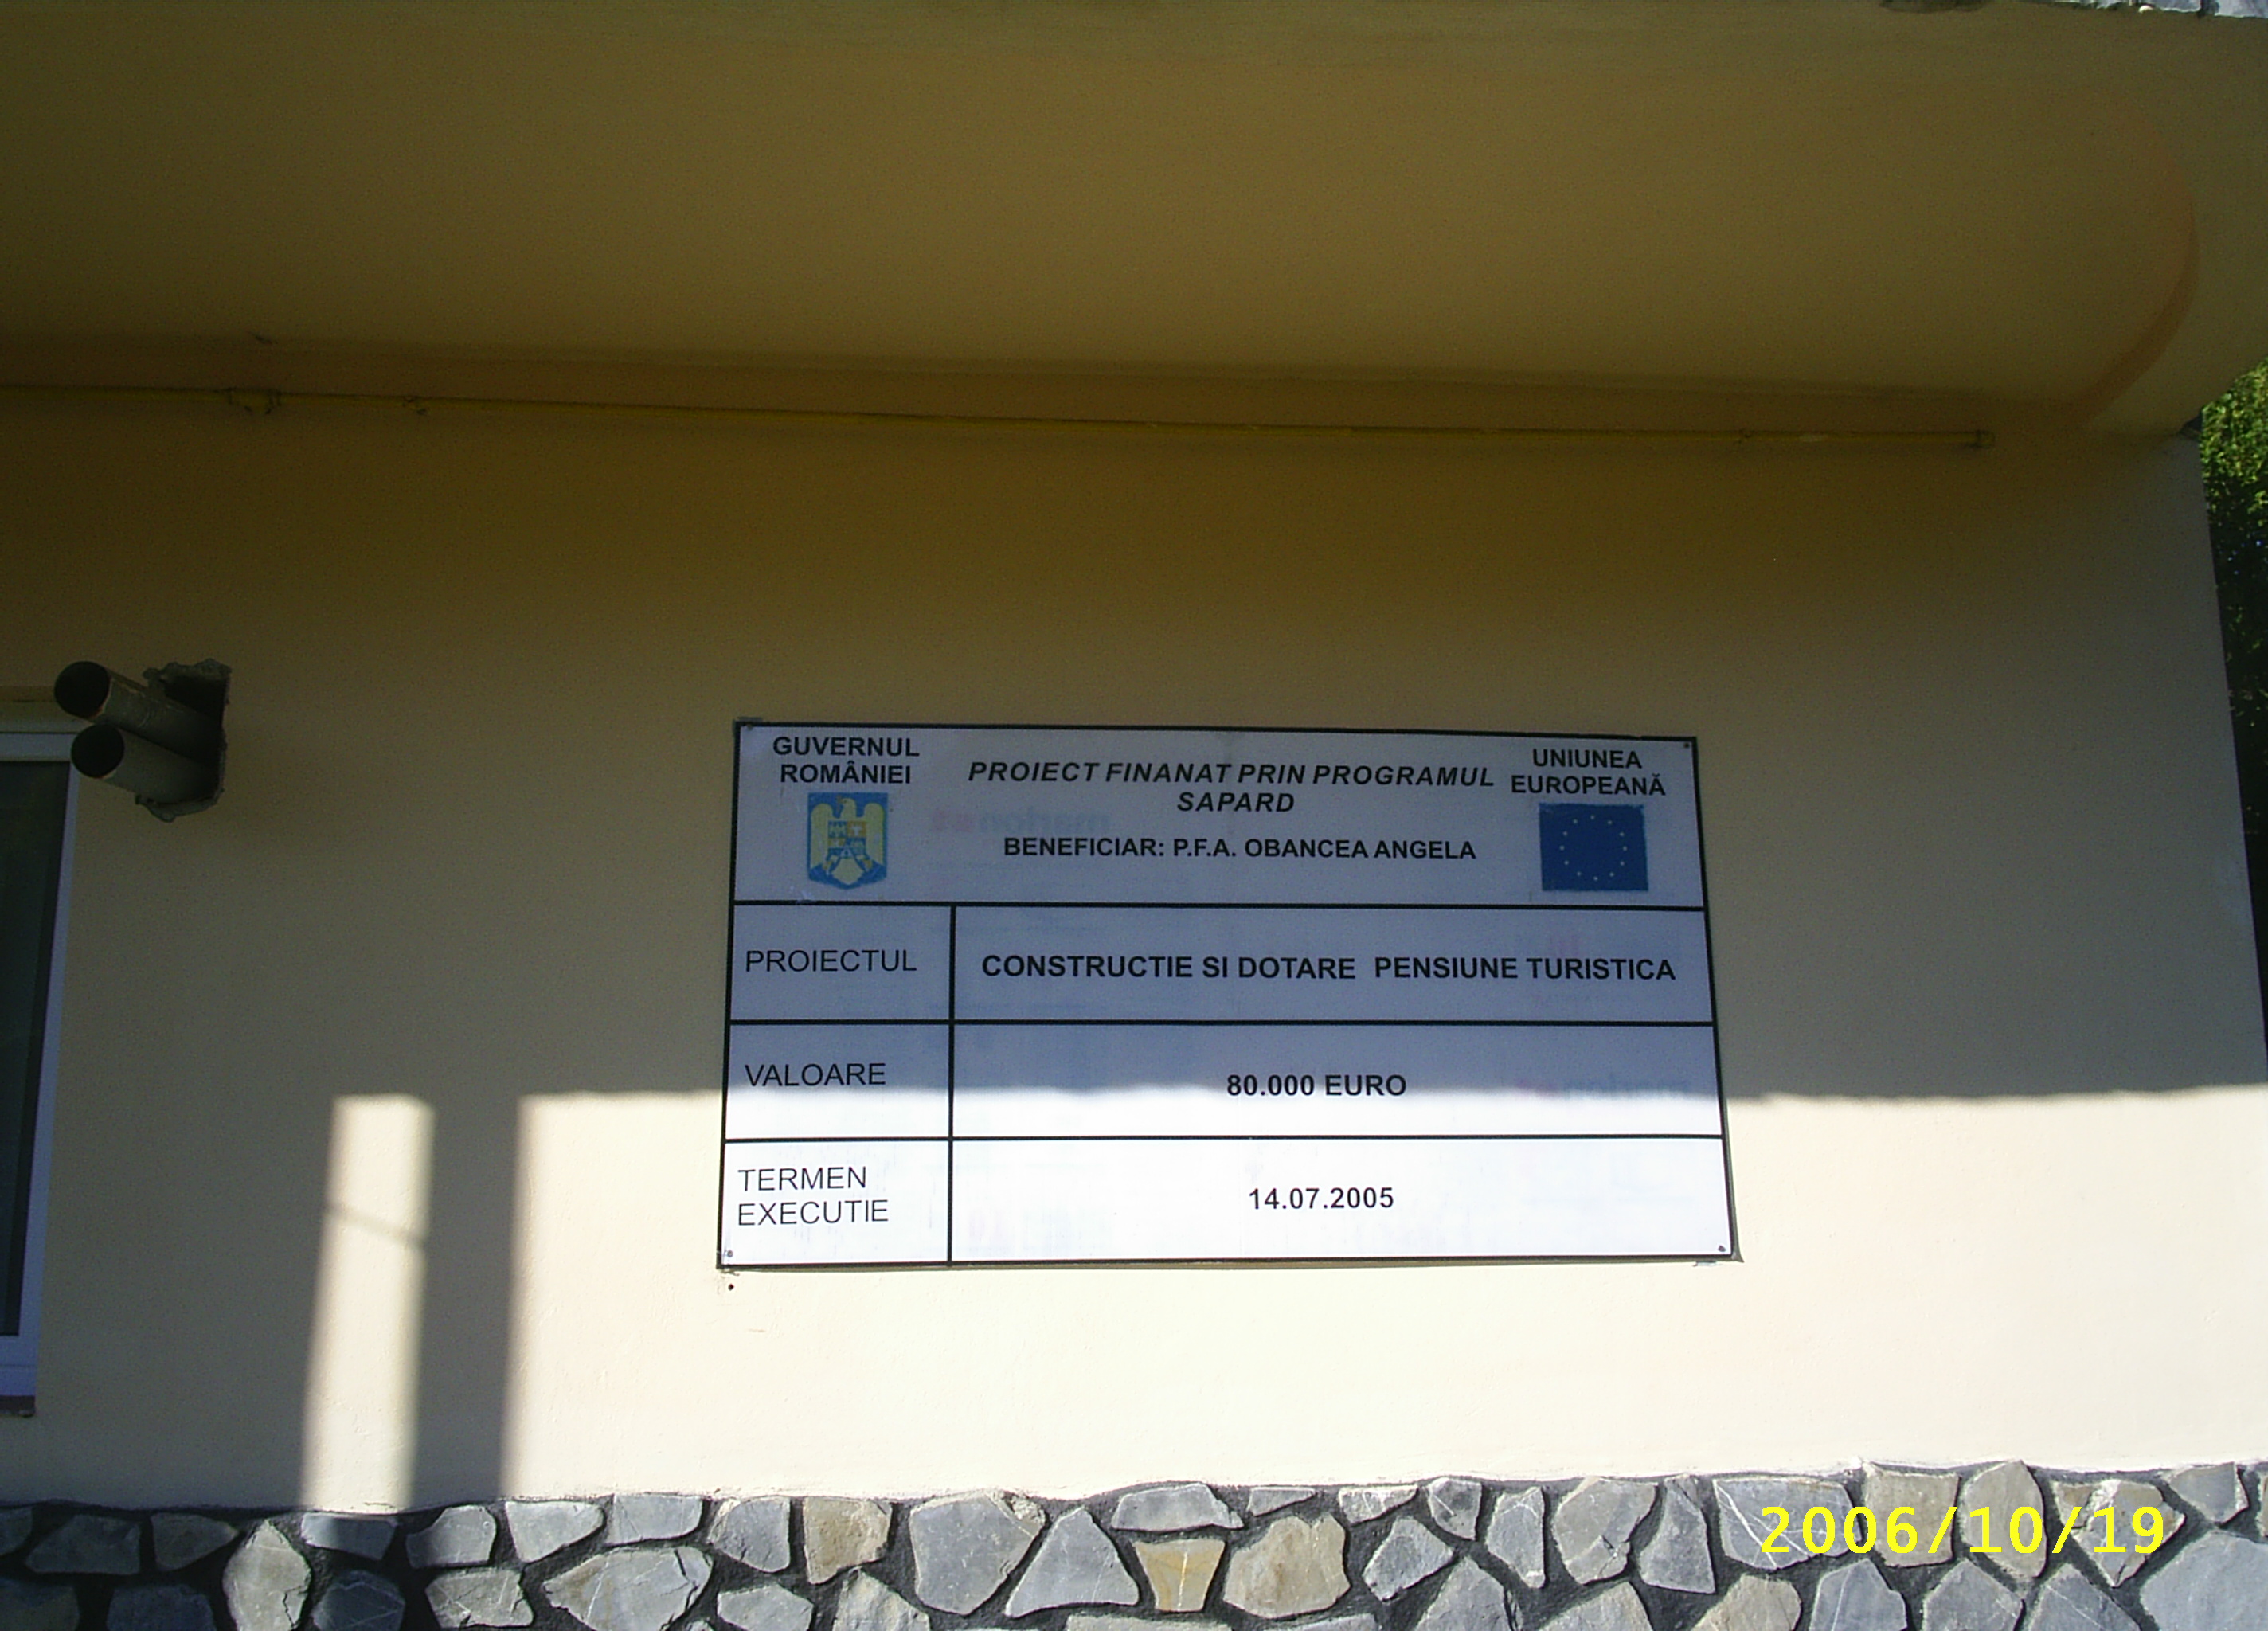 GUVERNUL
ROMÂNIEI
PROIECT FINANAT PRIN PROGRAMUL
SAPARD
BENEFICIAR: P.F.A. OBANCEA ANGELA
UNIUNEA
EUROPEANĂ
PROIECTUL
CONSTRUCTIE SI DOTARE PENSIUNE TURISTICA
VALOARE
80.000 EURO
TERMEN
EXECUTIE
14.07.2005
2006/10/19